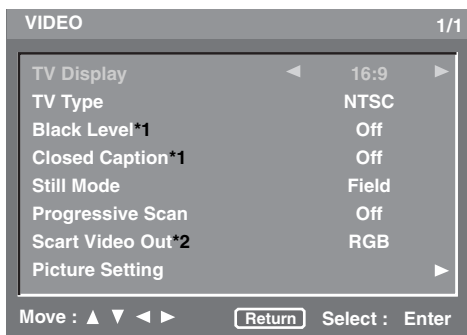 VIDEO 1/1
TV Display ◀ 16:9 ▶
TV Type NTSC
Black Level*1 Off
Closed Caption*1 Off
Still Mode Field
Progressive Scan Off
Scart Video Out*2 RGB
Picture Setting ▶
Move : ▲ ▼ ◀ ▶ Return Select : Enter